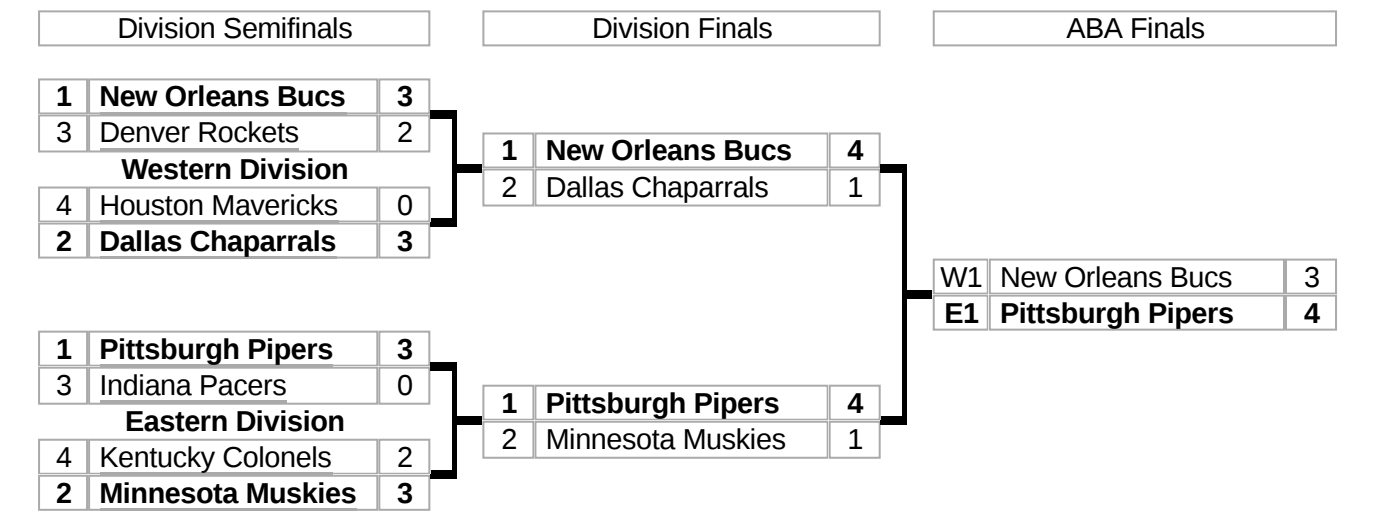 Division Semifinals Division Finals ABA Finals
1 New Orleans Bucs 3
3 Denver Rockets 2
Western Division
4 Houston Mavericks 0
2 Dallas Chaparrals 3
1 New Orleans Bucs 4
2 Dallas Chaparrals 1
1 Pittsburgh Pipers 3
3 Indiana Pacers 0
Eastern Division
4 Kentucky Colonels 2
2 Minnesota Muskies 3
1 Pittsburgh Pipers 4
2 Minnesota Muskies 1
W1 New Orleans Bucs 3
E1 Pittsburgh Pipers 4